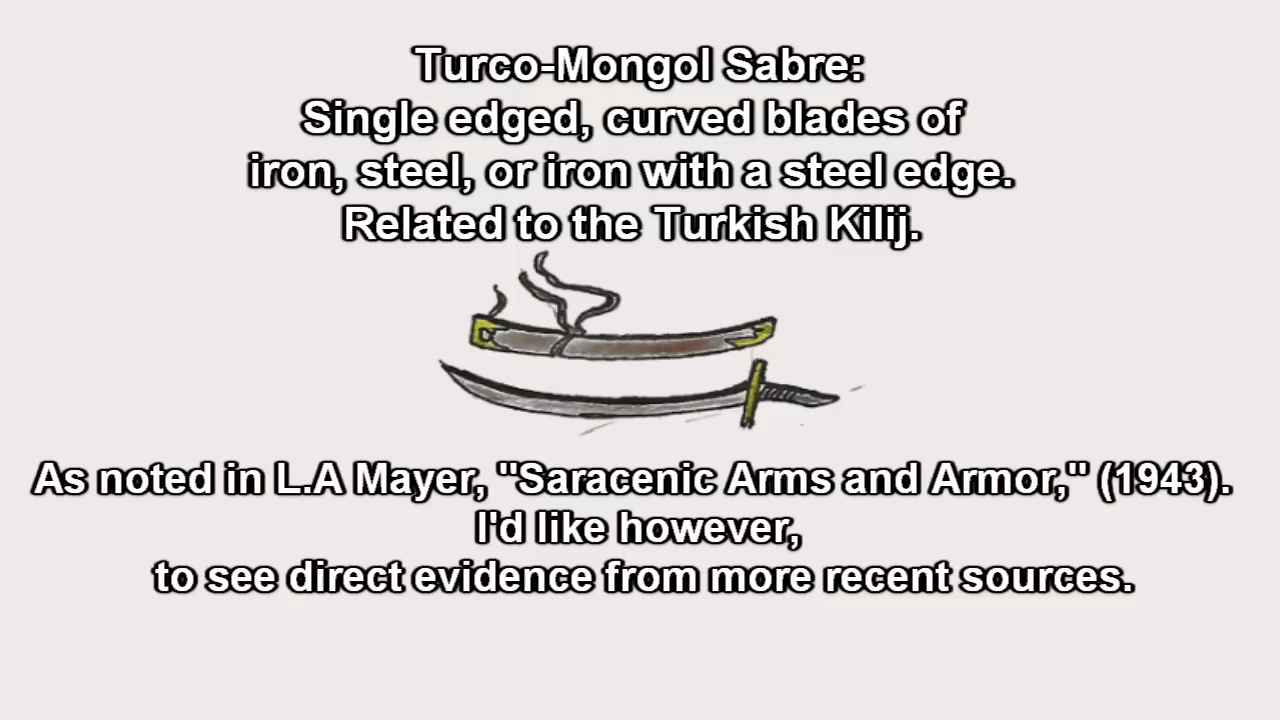 Turco-Mongol Sabre:
Single edged, curved blades of
iron, steel, or iron with a steel edge.
Related to the Turkish Kilij.
As noted in L.A Mayer, "Saracenic Arms and Armor," (1943).
I'd like however,
to see direct evidence from more recent sources.